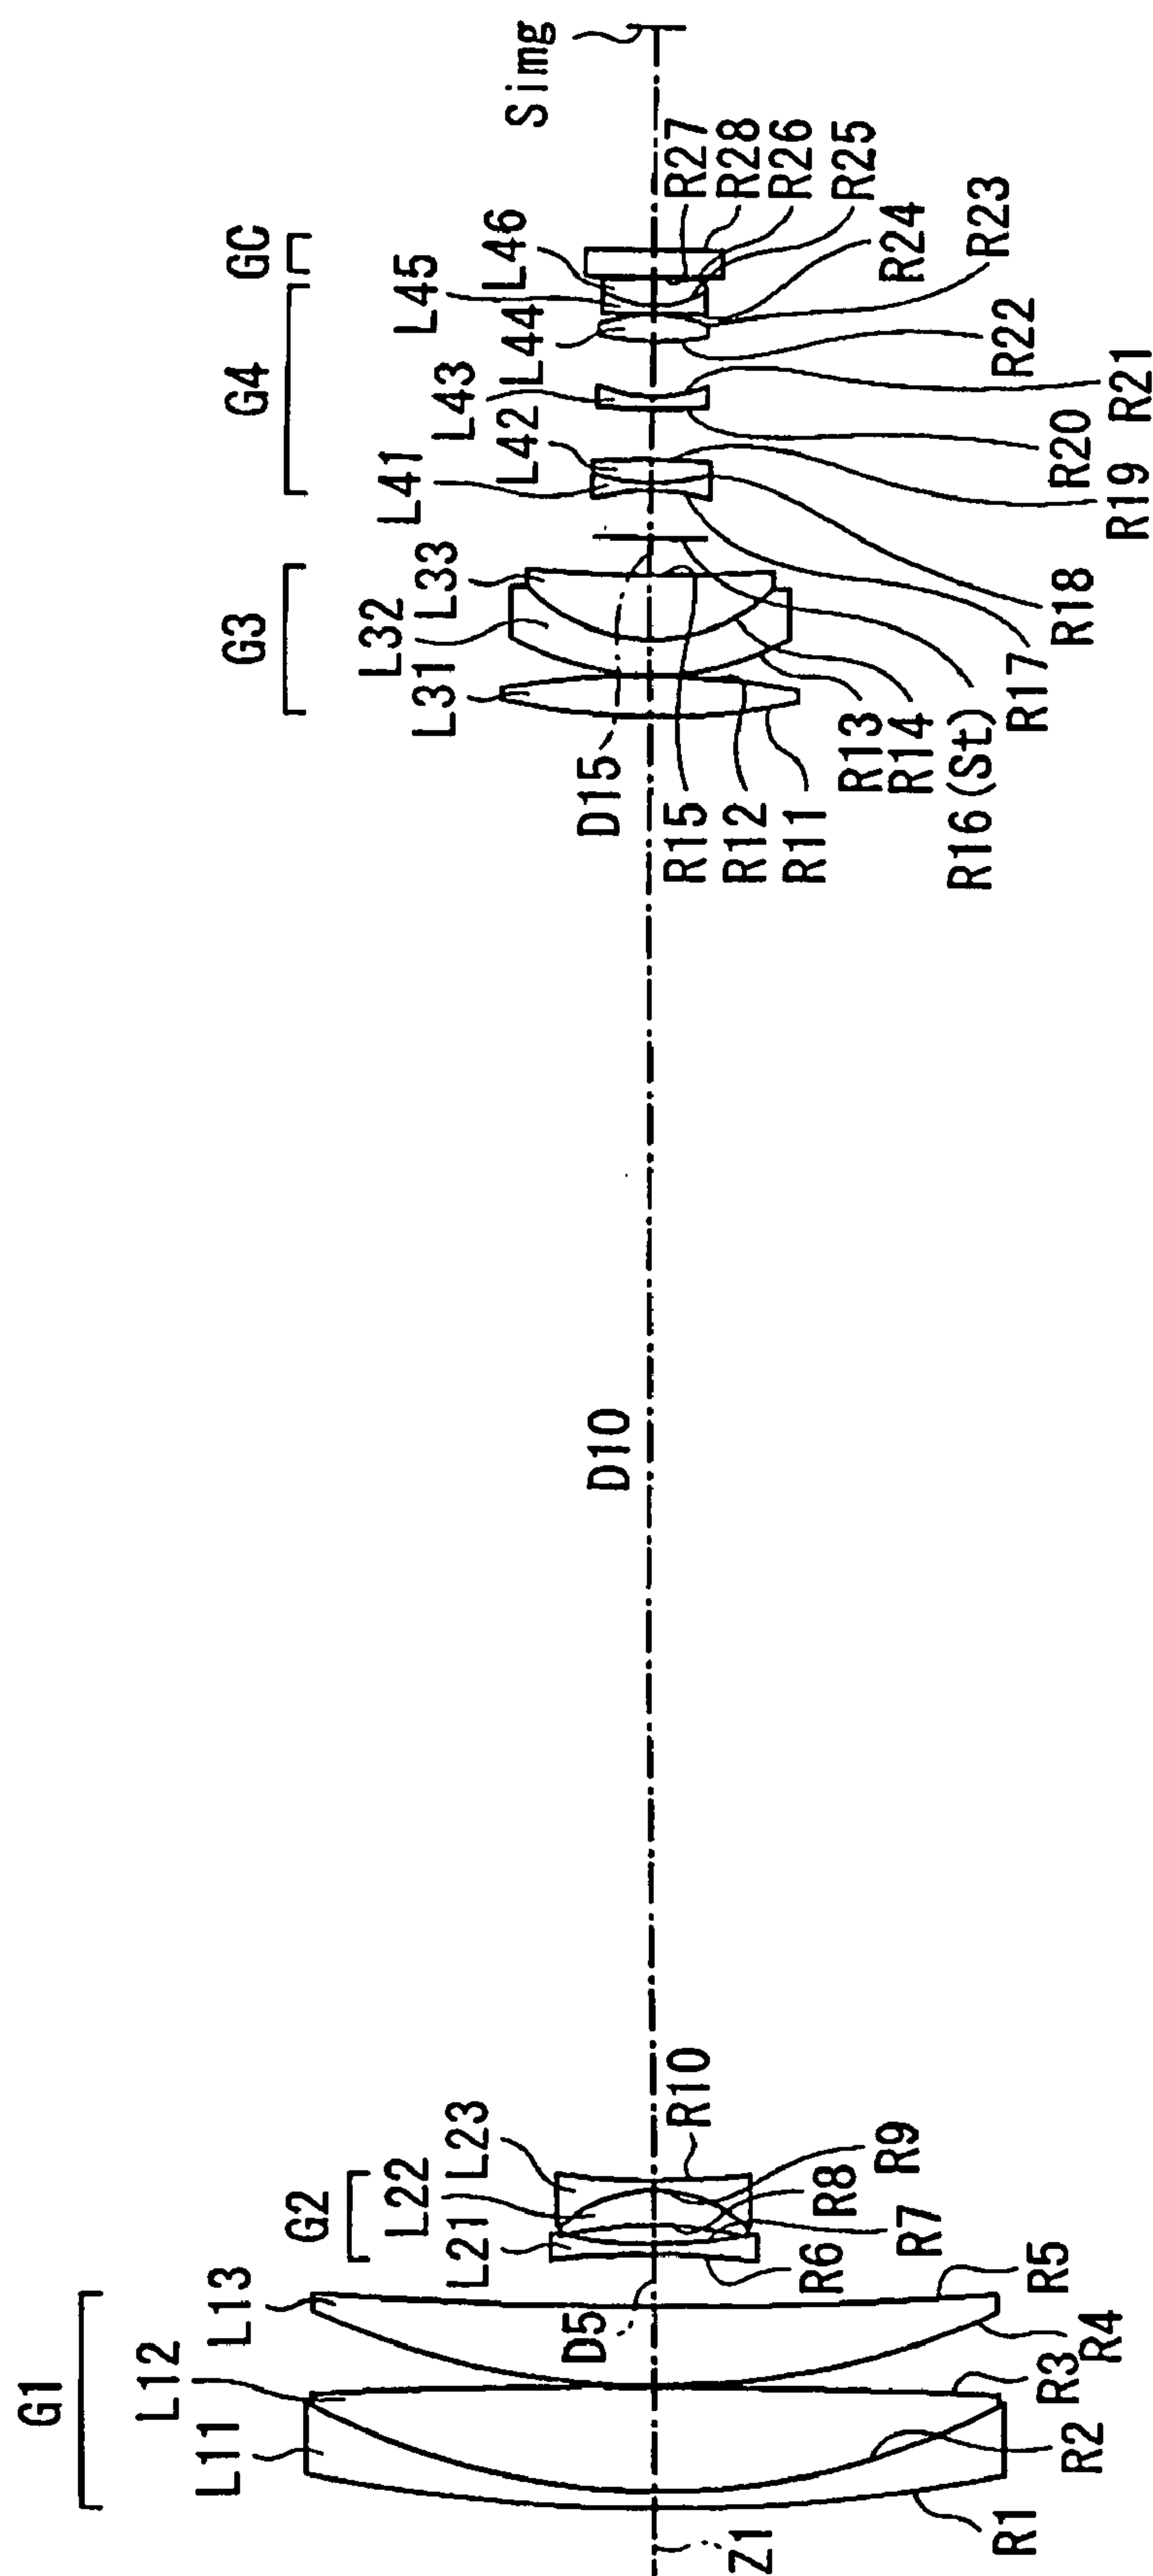 G1
G2
G3
G4
GC
L11
L12
L13
L21
L22
L23
L31
L32
L33
L41
L42
L43
L44
L45
L46
Simg
Z1
D5
D10
D15
R1
R2
R3
R4
R5
R6
R7
R8
R9
R10
R11
R12
R15
R13
R14
R16(St)
R17
R18
R19
R20
R21
R22
R23
R24
R25
R26
R28
R27